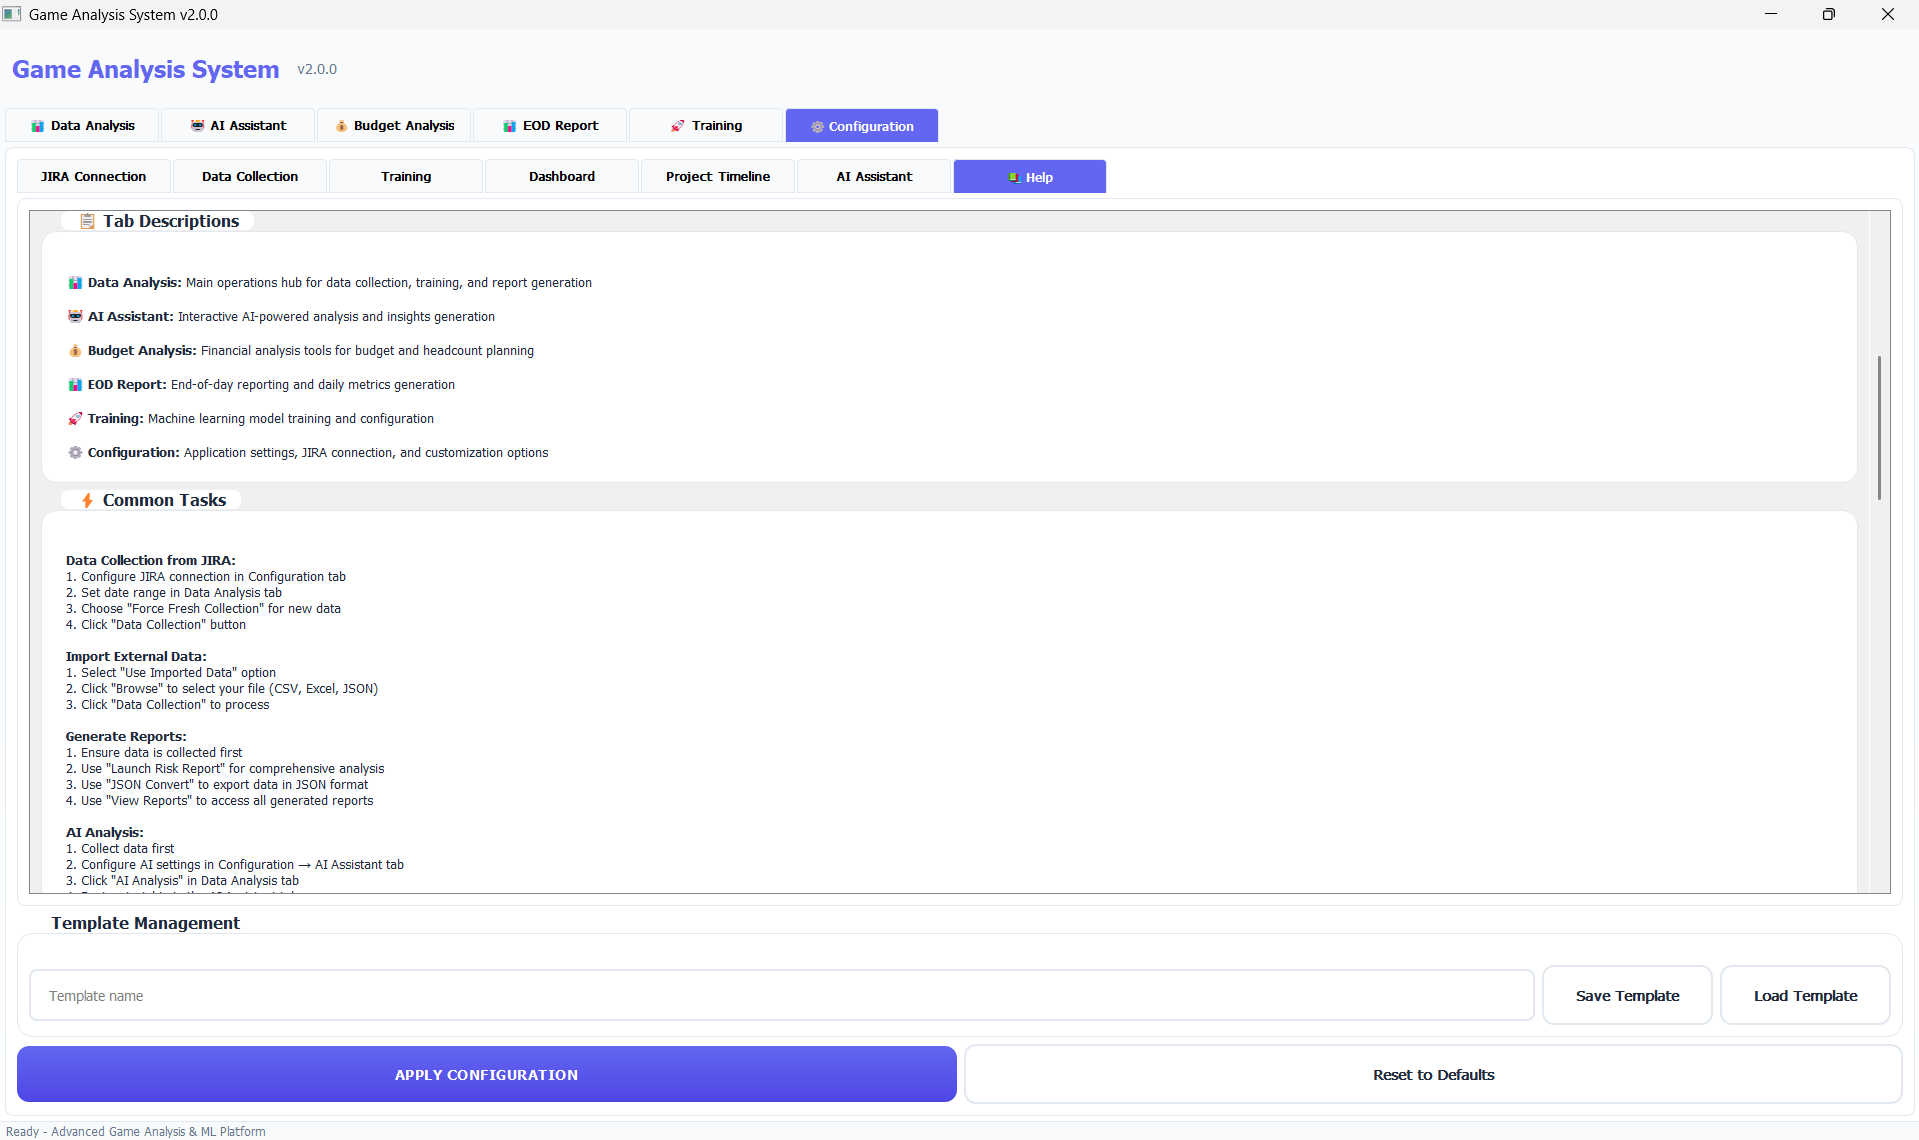 Game Analysis System v2.0.0
Game Analysis System v2.0.0
Data Analysis AI Assistant Budget Analysis EOD Report Training Configuration
JIRA Connection Data Collection Training Dashboard Project Timeline AI Assistant Help
Tab Descriptions
Data Analysis: Main operations hub for data collection, training, and report generation
AI Assistant: Interactive AI-powered analysis and insights generation
Budget Analysis: Financial analysis tools for budget and headcount planning
EOD Report: End-of-day reporting and daily metrics generation
Training: Machine learning model training and configuration
Configuration: Application settings, JIRA connection, and customization options
Common Tasks
Data Collection from JIRA:
1. Configure JIRA connection in Configuration tab
2. Set date range in Data Analysis tab
3. Choose "Force Fresh Collection" for new data
4. Click "Data Collection" button
Import External Data:
1. Select "Use Imported Data" option
2. Click "Browse" to select your file (CSV, Excel, JSON)
3. Click "Data Collection" to process
Generate Reports:
1. Ensure data is collected first
2. Use "Launch Risk Report" for comprehensive analysis
3. Use "JSON Convert" to export data in JSON format
4. Use "View Reports" to access all generated reports
AI Analysis:
1. Collect data first
2. Configure AI settings in Configuration → AI Assistant tab
3. Click "AI Analysis" in Data Analysis tab
Template Management
Template name Save Template Load Template
APPLY CONFIGURATION Reset to Defaults
Ready - Advanced Game Analysis & ML Platform